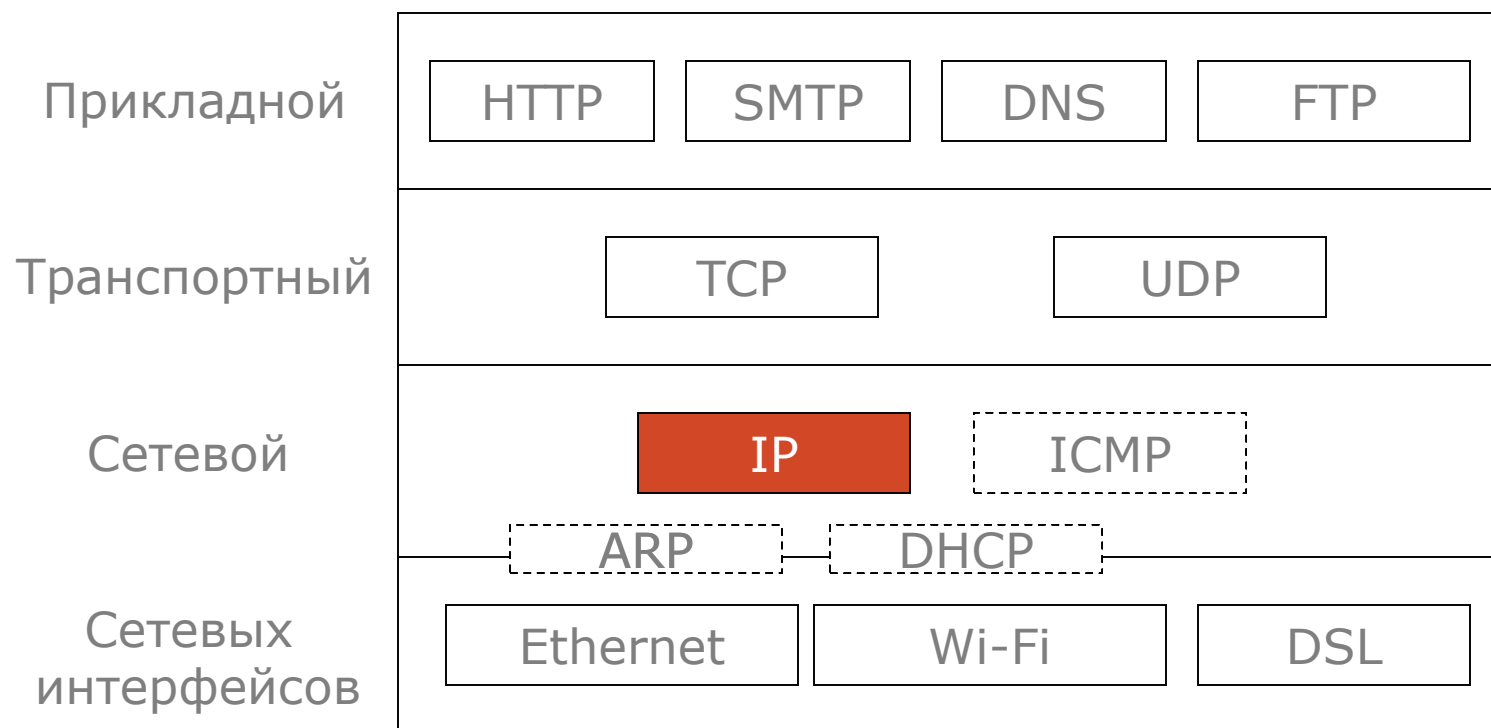 Прикладной
HTTP
SMTP
DNS
FTP
Транспортный
TCP
UDP
Сетевой
IP
ICMP
ARP
DHCP
Сетевых
интерфейсов
Ethernet
Wi-Fi
DSL